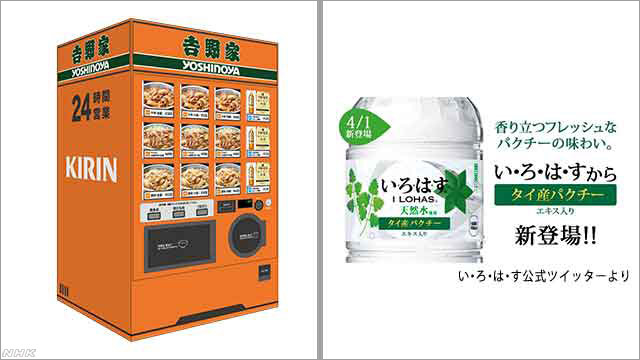 吉野家
YOSHINOYA
吉野家
YOSHINOYA
24時間
営業
KIRIN
4/1
新登場
いろはす
I LOHAS
天然水使用
タイ産パクチー
エキス入り
香り立つフレッシュな
パクチーの味わい。
い・ろ・は・すから
タイ産パクチー
エキス入り
新登場!!
い・ろ・は・す公式ツイッターより
NHK